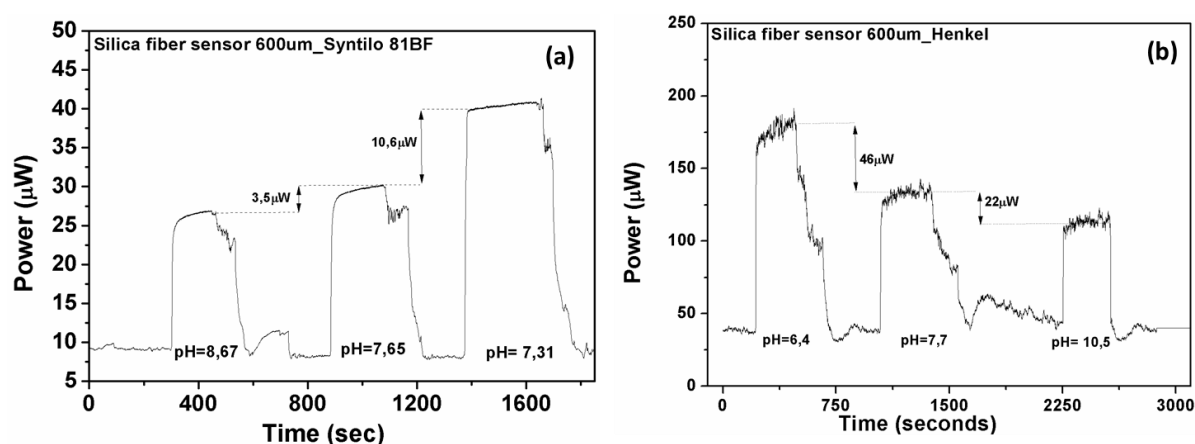 Silica fiber sensor 600um_Syntilo 81BF
(a)
50
45
40
35
30
25
20
15
10
5
Power (μW)
10,6μW
3,5μW
pH=8,67
pH=7,65
pH= 7,31
0
400
800
1200
1600
Time (sec)
Silica fiber sensor 600um_Henkel
(b)
250
200
150
100
50
0
Power (μW)
46μW
22μW
pH=6,4
pH=7,7
pH= 10,5
0
750
1500
2250
3000
Time (seconds)